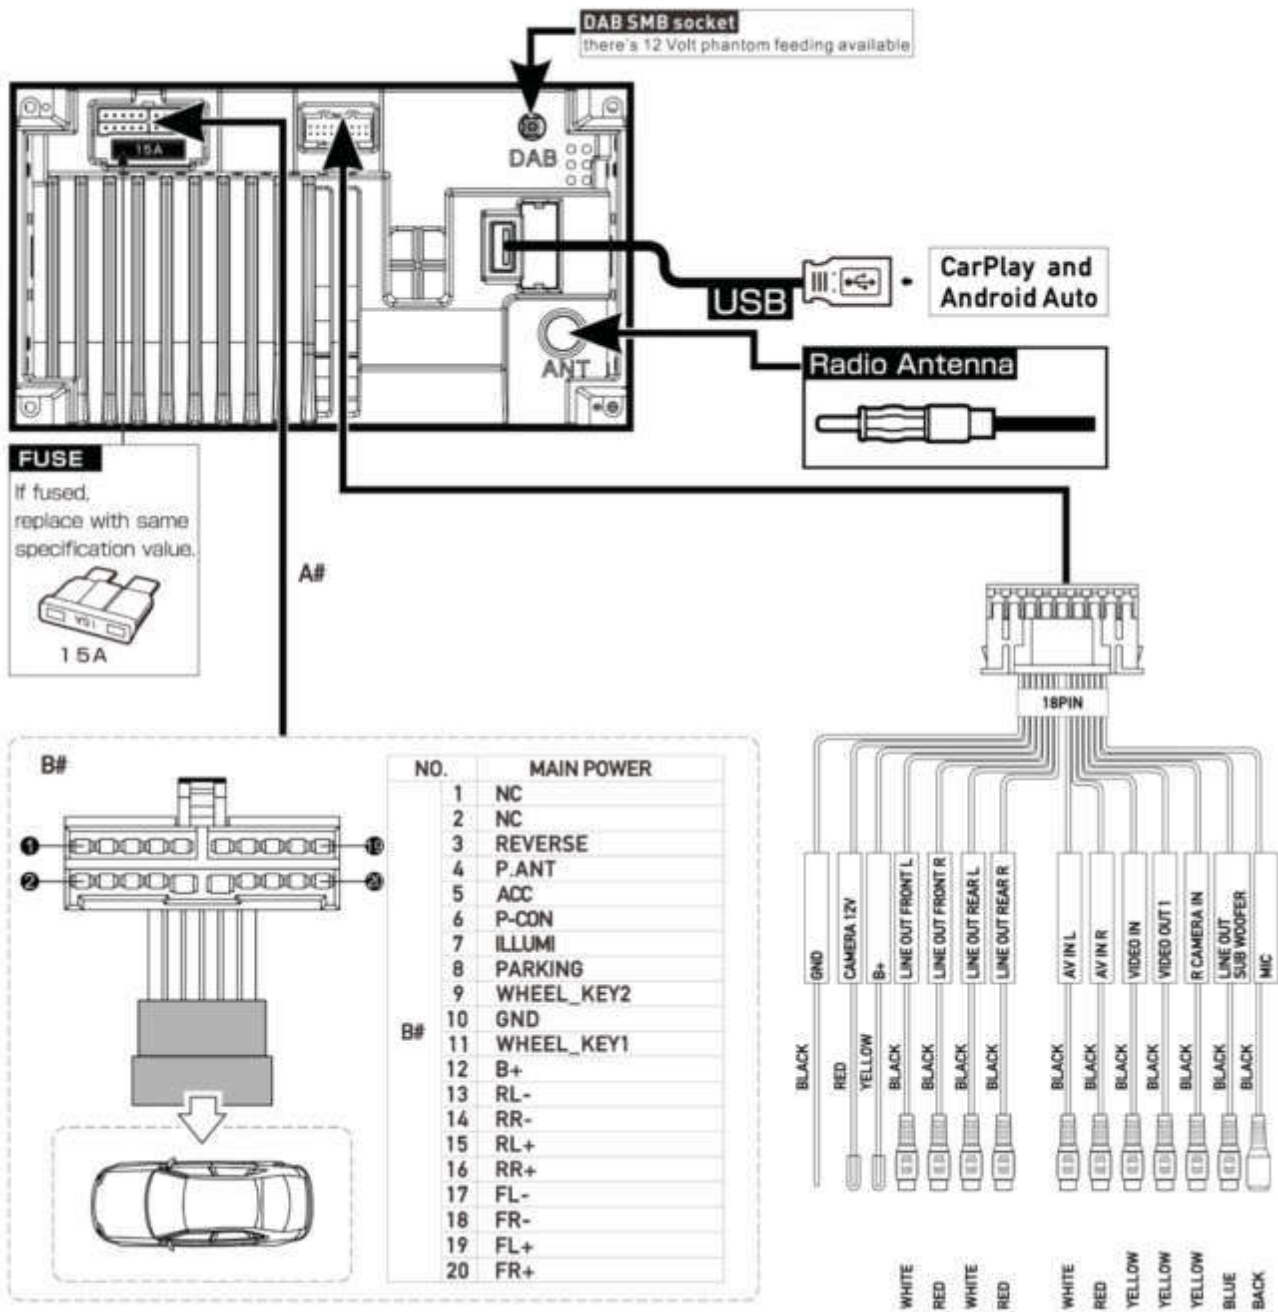 DAB SMB socket
there's 12 Volt phantom feeding available
15A
DAB
USB
CarPlay and
Android Auto
ANT
Radio Antenna
FUSE
If fused,
replace with same
specification value.
15A
15A
A#
18PIN
B#
1
19
2
20
NO. MAIN POWER
B#
1 NC
2 NC
3 REVERSE
4 P.ANT
5 ACC
6 P-CON
7 ILLUMI
8 PARKING
9 WHEEL_KEY2
10 GND
11 WHEEL_KEY1
12 B+
13 RL-
14 RR-
15 RL+
16 RR+
17 FL-
18 FR-
19 FL+
20 FR+
GND
CAMERA 12V
B+
LINE OUT FRONT L
LINE OUT FRONT R
LINE OUT REAR L
LINE OUT REAR R
AV IN L
AV IN R
VIDEO IN
VIDEO OUT 1
R CAMERA IN
LINE OUT
SUB WOOFER
MIC
BLACK
RED
YELLOW
BLACK
BLACK
BLACK
BLACK
BLACK
BLACK
BLACK
BLACK
BLACK
BLACK
BLACK
WHITE
RED
WHITE
RED
WHITE
RED
YELLOW
YELLOW
YELLOW
BLUE
BACK